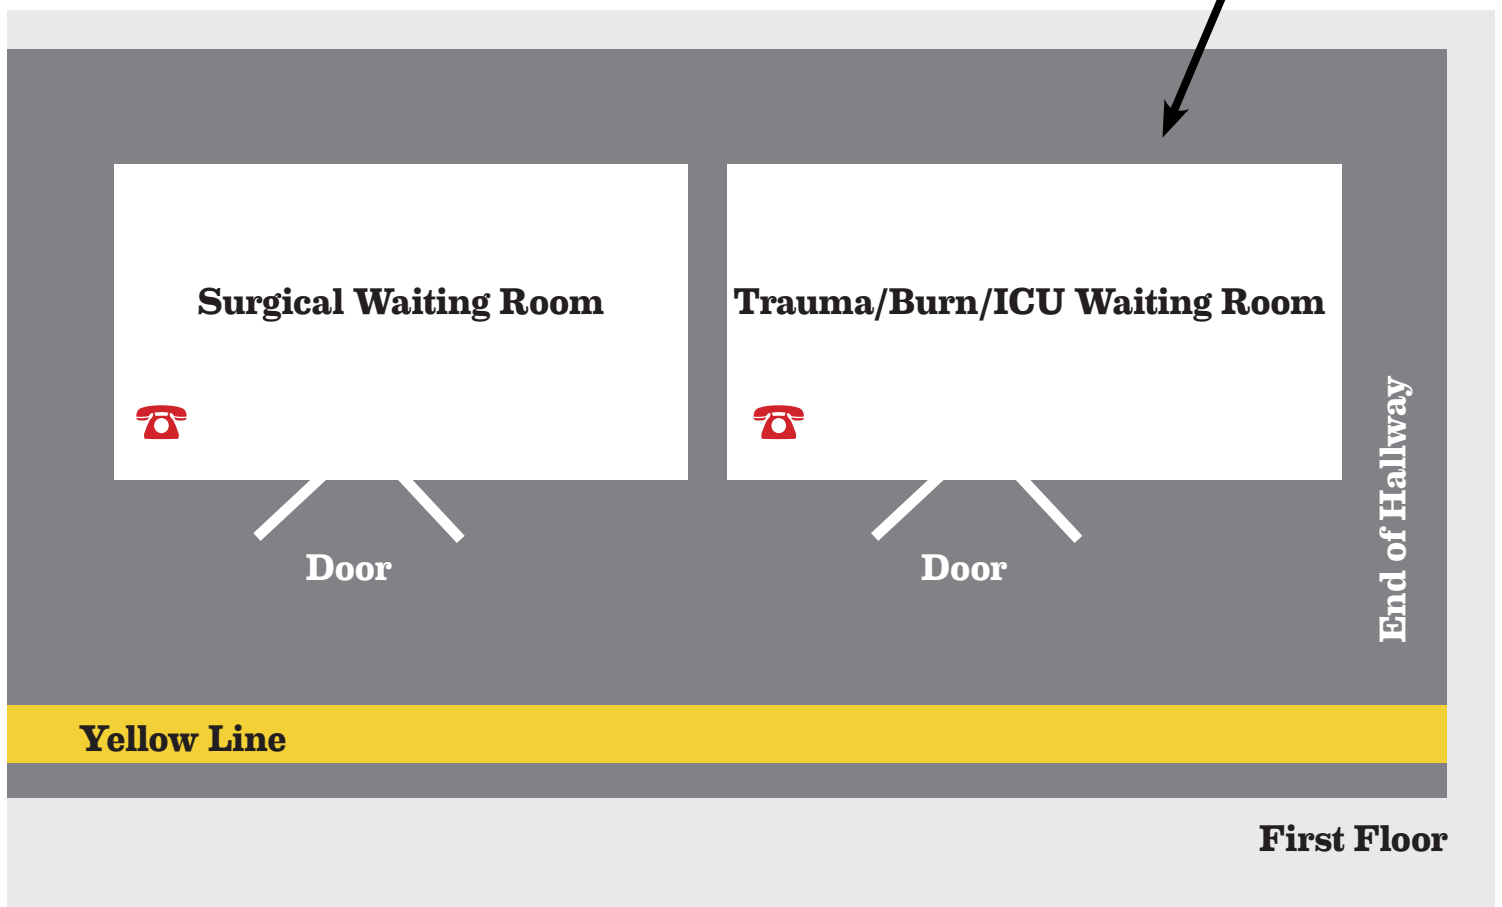 Surgical Waiting Room
Trauma/Burn/ICU Waiting Room
Door
Door
End of Hallway
Yellow Line
First Floor